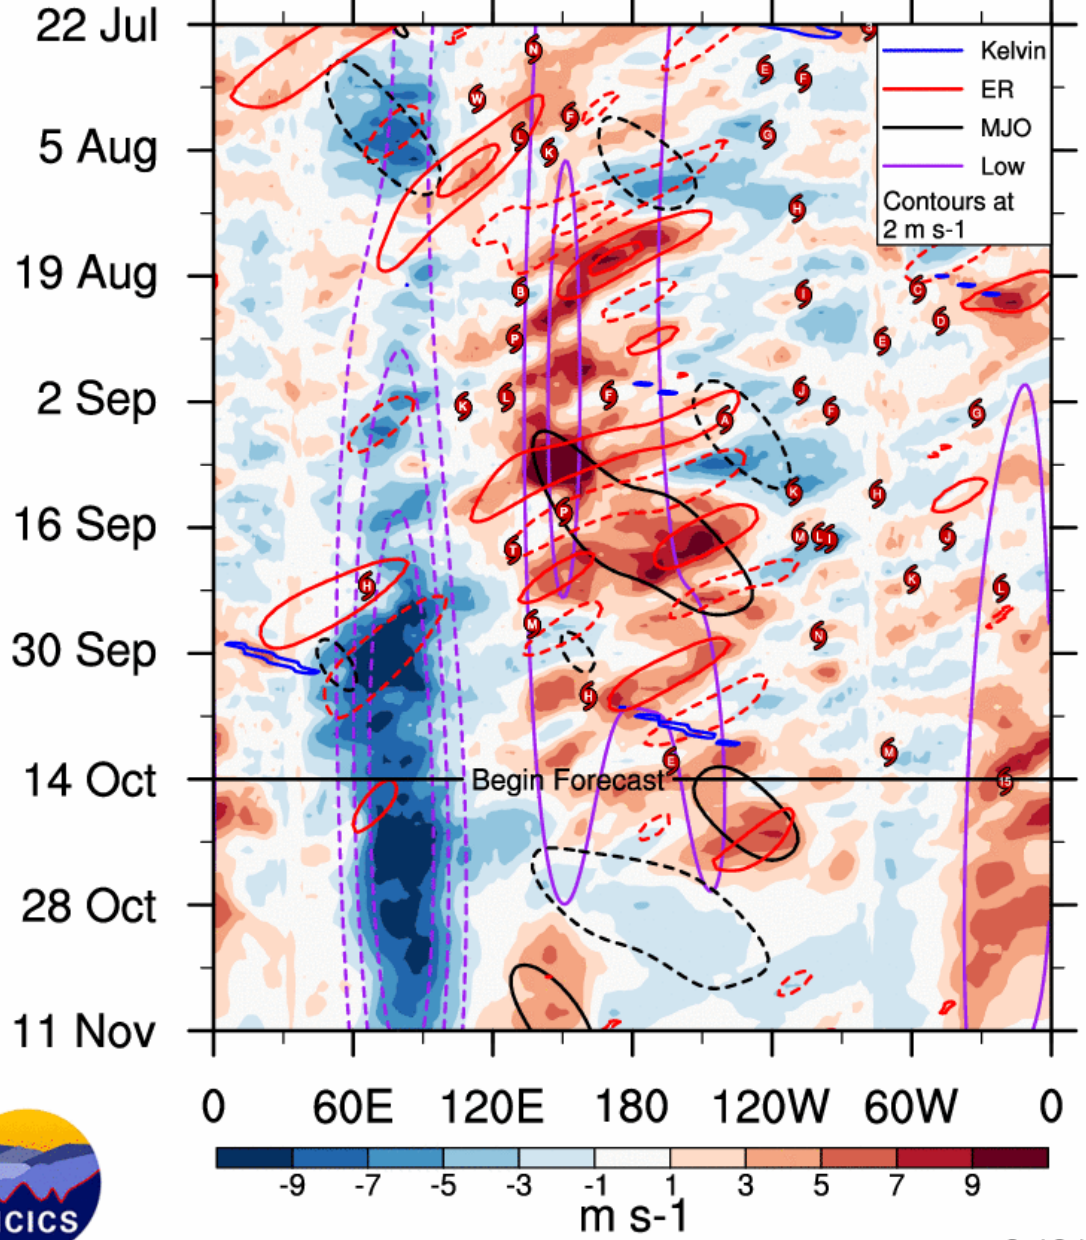 22 Jul
5 Aug
19 Aug
2 Sep
16 Sep
30 Sep
14 Oct
28 Oct
11 Nov
Kelvin
ER
MJO
Low
Contours at
2 m s-1
N
E
F
W
F
L
K
G
H
B
I
C
D
P
E
K
L
F
J
F
A
G
P
K
H
T
M
L
I
J
H
K
L
M
N
H
E
M
15
Begin Forecast
0
60E
120E
180
120W
60W
0
-9
-7
-5
-3
-1
1
3
5
7
9
m s-1
CICS